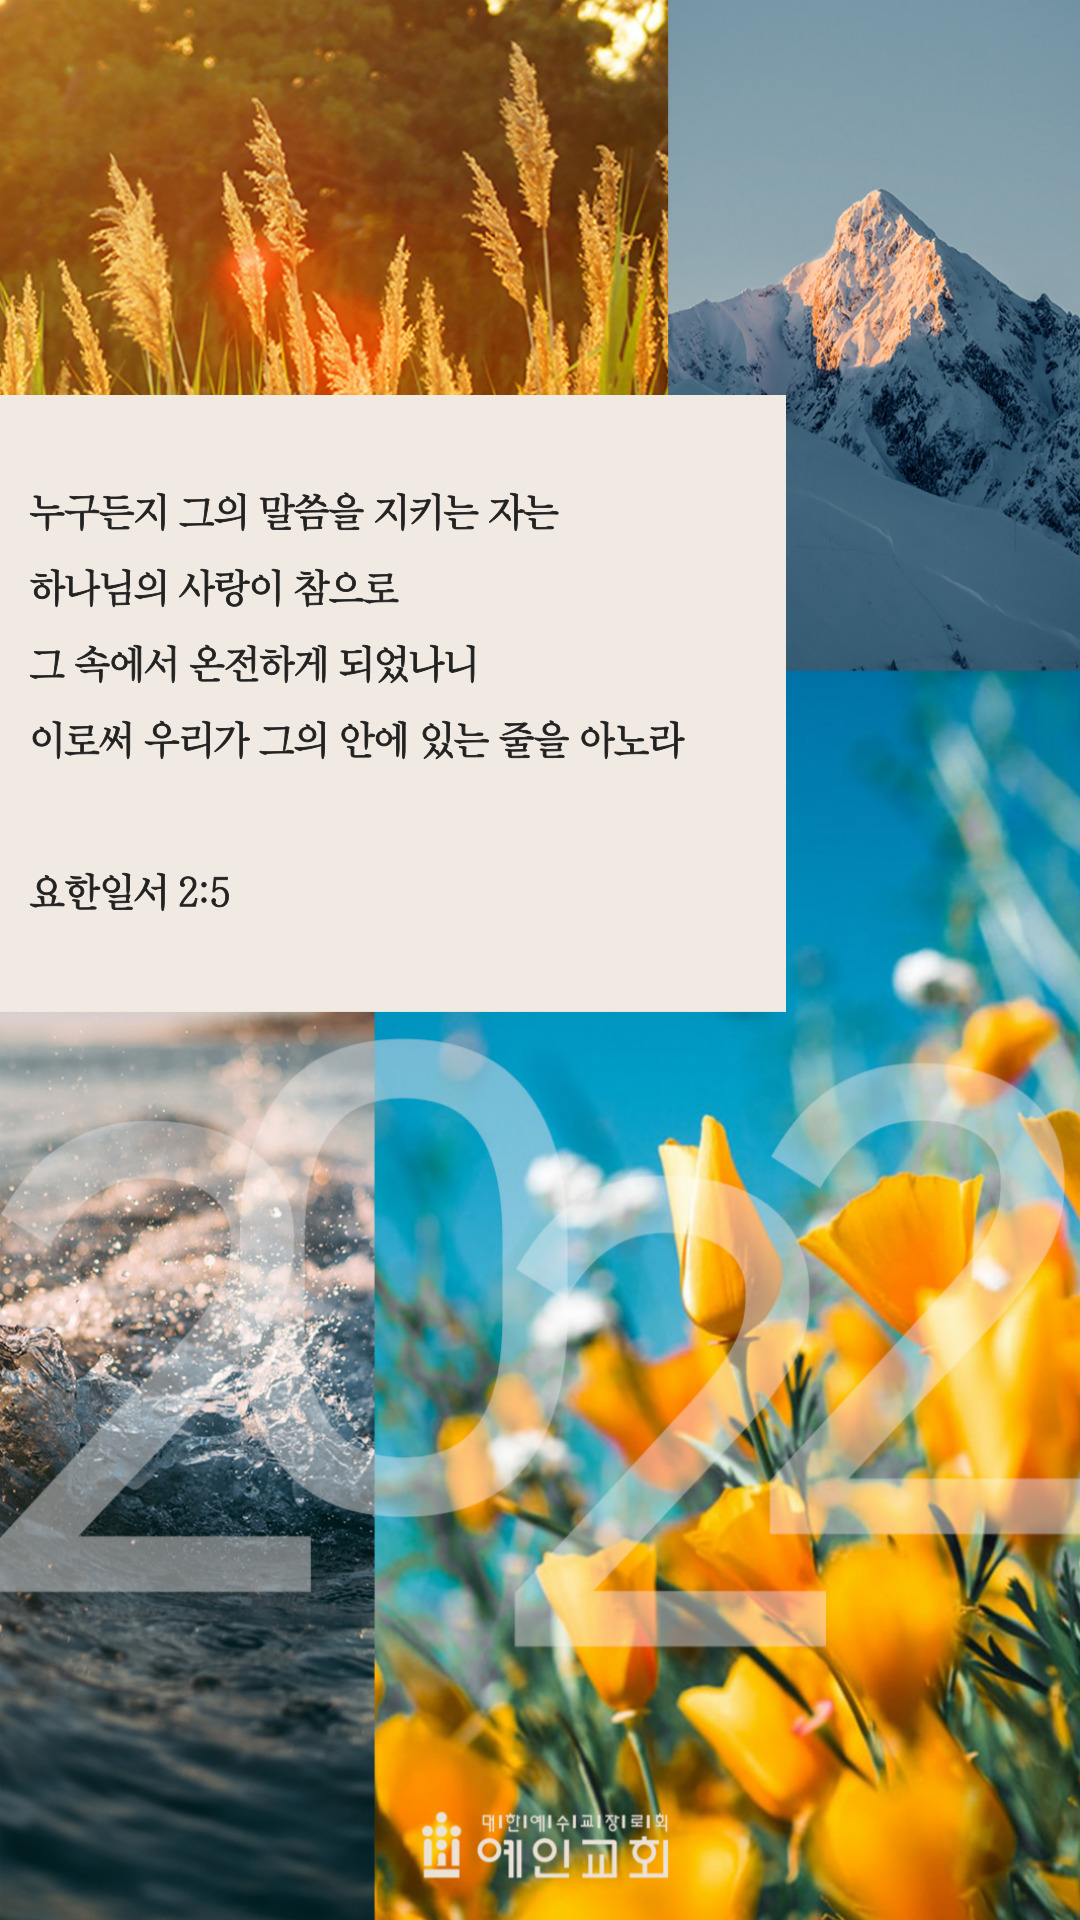 누구든지 그의 말씀을 지키는 자는
하나님의 사랑이 참으로
그 속에서 온전하게 되었나니
이로써 우리가 그의 안에 있는 줄을 아노라
요한일서 2:5
2022
대한예수교장로회
예인교회